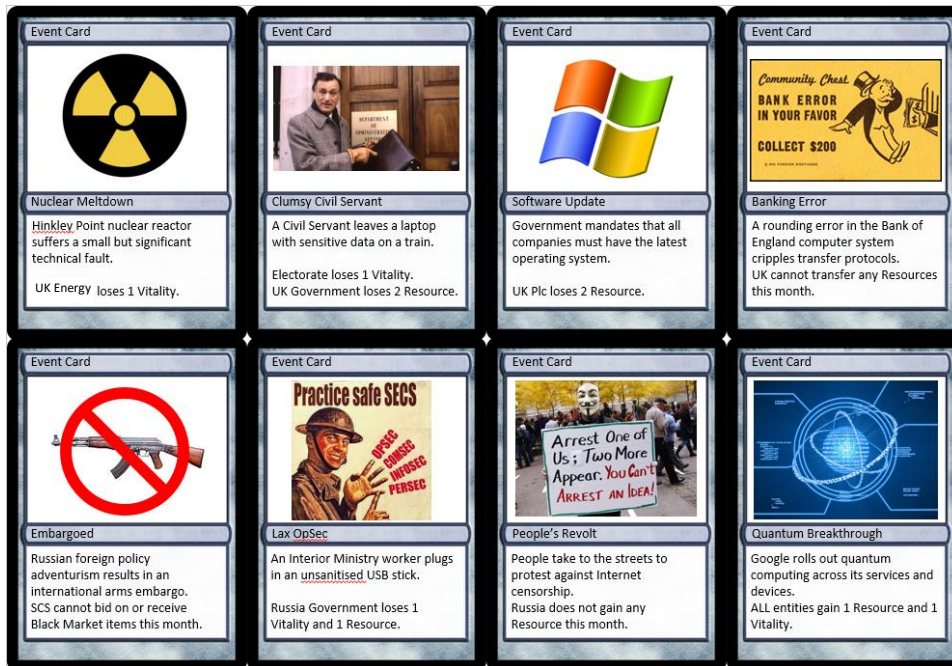 Event Card
Nuclear Meltdown
Hinkley Point nuclear reactor
suffers a small but significant
technical fault.
UK Energy loses 1 Vitality.
Event Card
DEPARTMENT
OF
Clumsy Civil Servant
A Civil Servant leaves a laptop
with sensitive data on a train.
Electorate loses 1 Vitality.
UK Government loses 2 Resource.
Event Card
Software Update
Government mandates that all
companies must have the latest
operating system.
UK Plc loses 2 Resource.
Event Card
Community Chest
BANK ERROR
IN YOUR FAVOR
COLLECT $200
Banking Error
A rounding error in the Bank of
England computer system
cripples transfer protocols.
UK cannot transfer any Resources
this month.
Event Card
Embargoed
Russian foreign policy
adventurism results in an
international arms embargo.
SCS cannot bid on or receive
Black Market items this month.
Event Card
Practice safe SECS
OPSEC
COMSEC
INFOSEC
PERSEC
Lax OpSec
An Interior Ministry worker plugs
in an unsanitised USB stick.
Russia Government loses 1
Vitality and 1 Resource.
Event Card
Arrest One of
Us; Two More
Appear. You Can't
ARREST AN IDEA!
People's Revolt
People take to the streets to
protest against Internet
censorship.
Russia does not gain any
Resource this month.
Event Card
Quantum Breakthrough
Google rolls out quantum
computing across its services and
devices.
ALL entities gain 1 Resource and 1
Vitality.